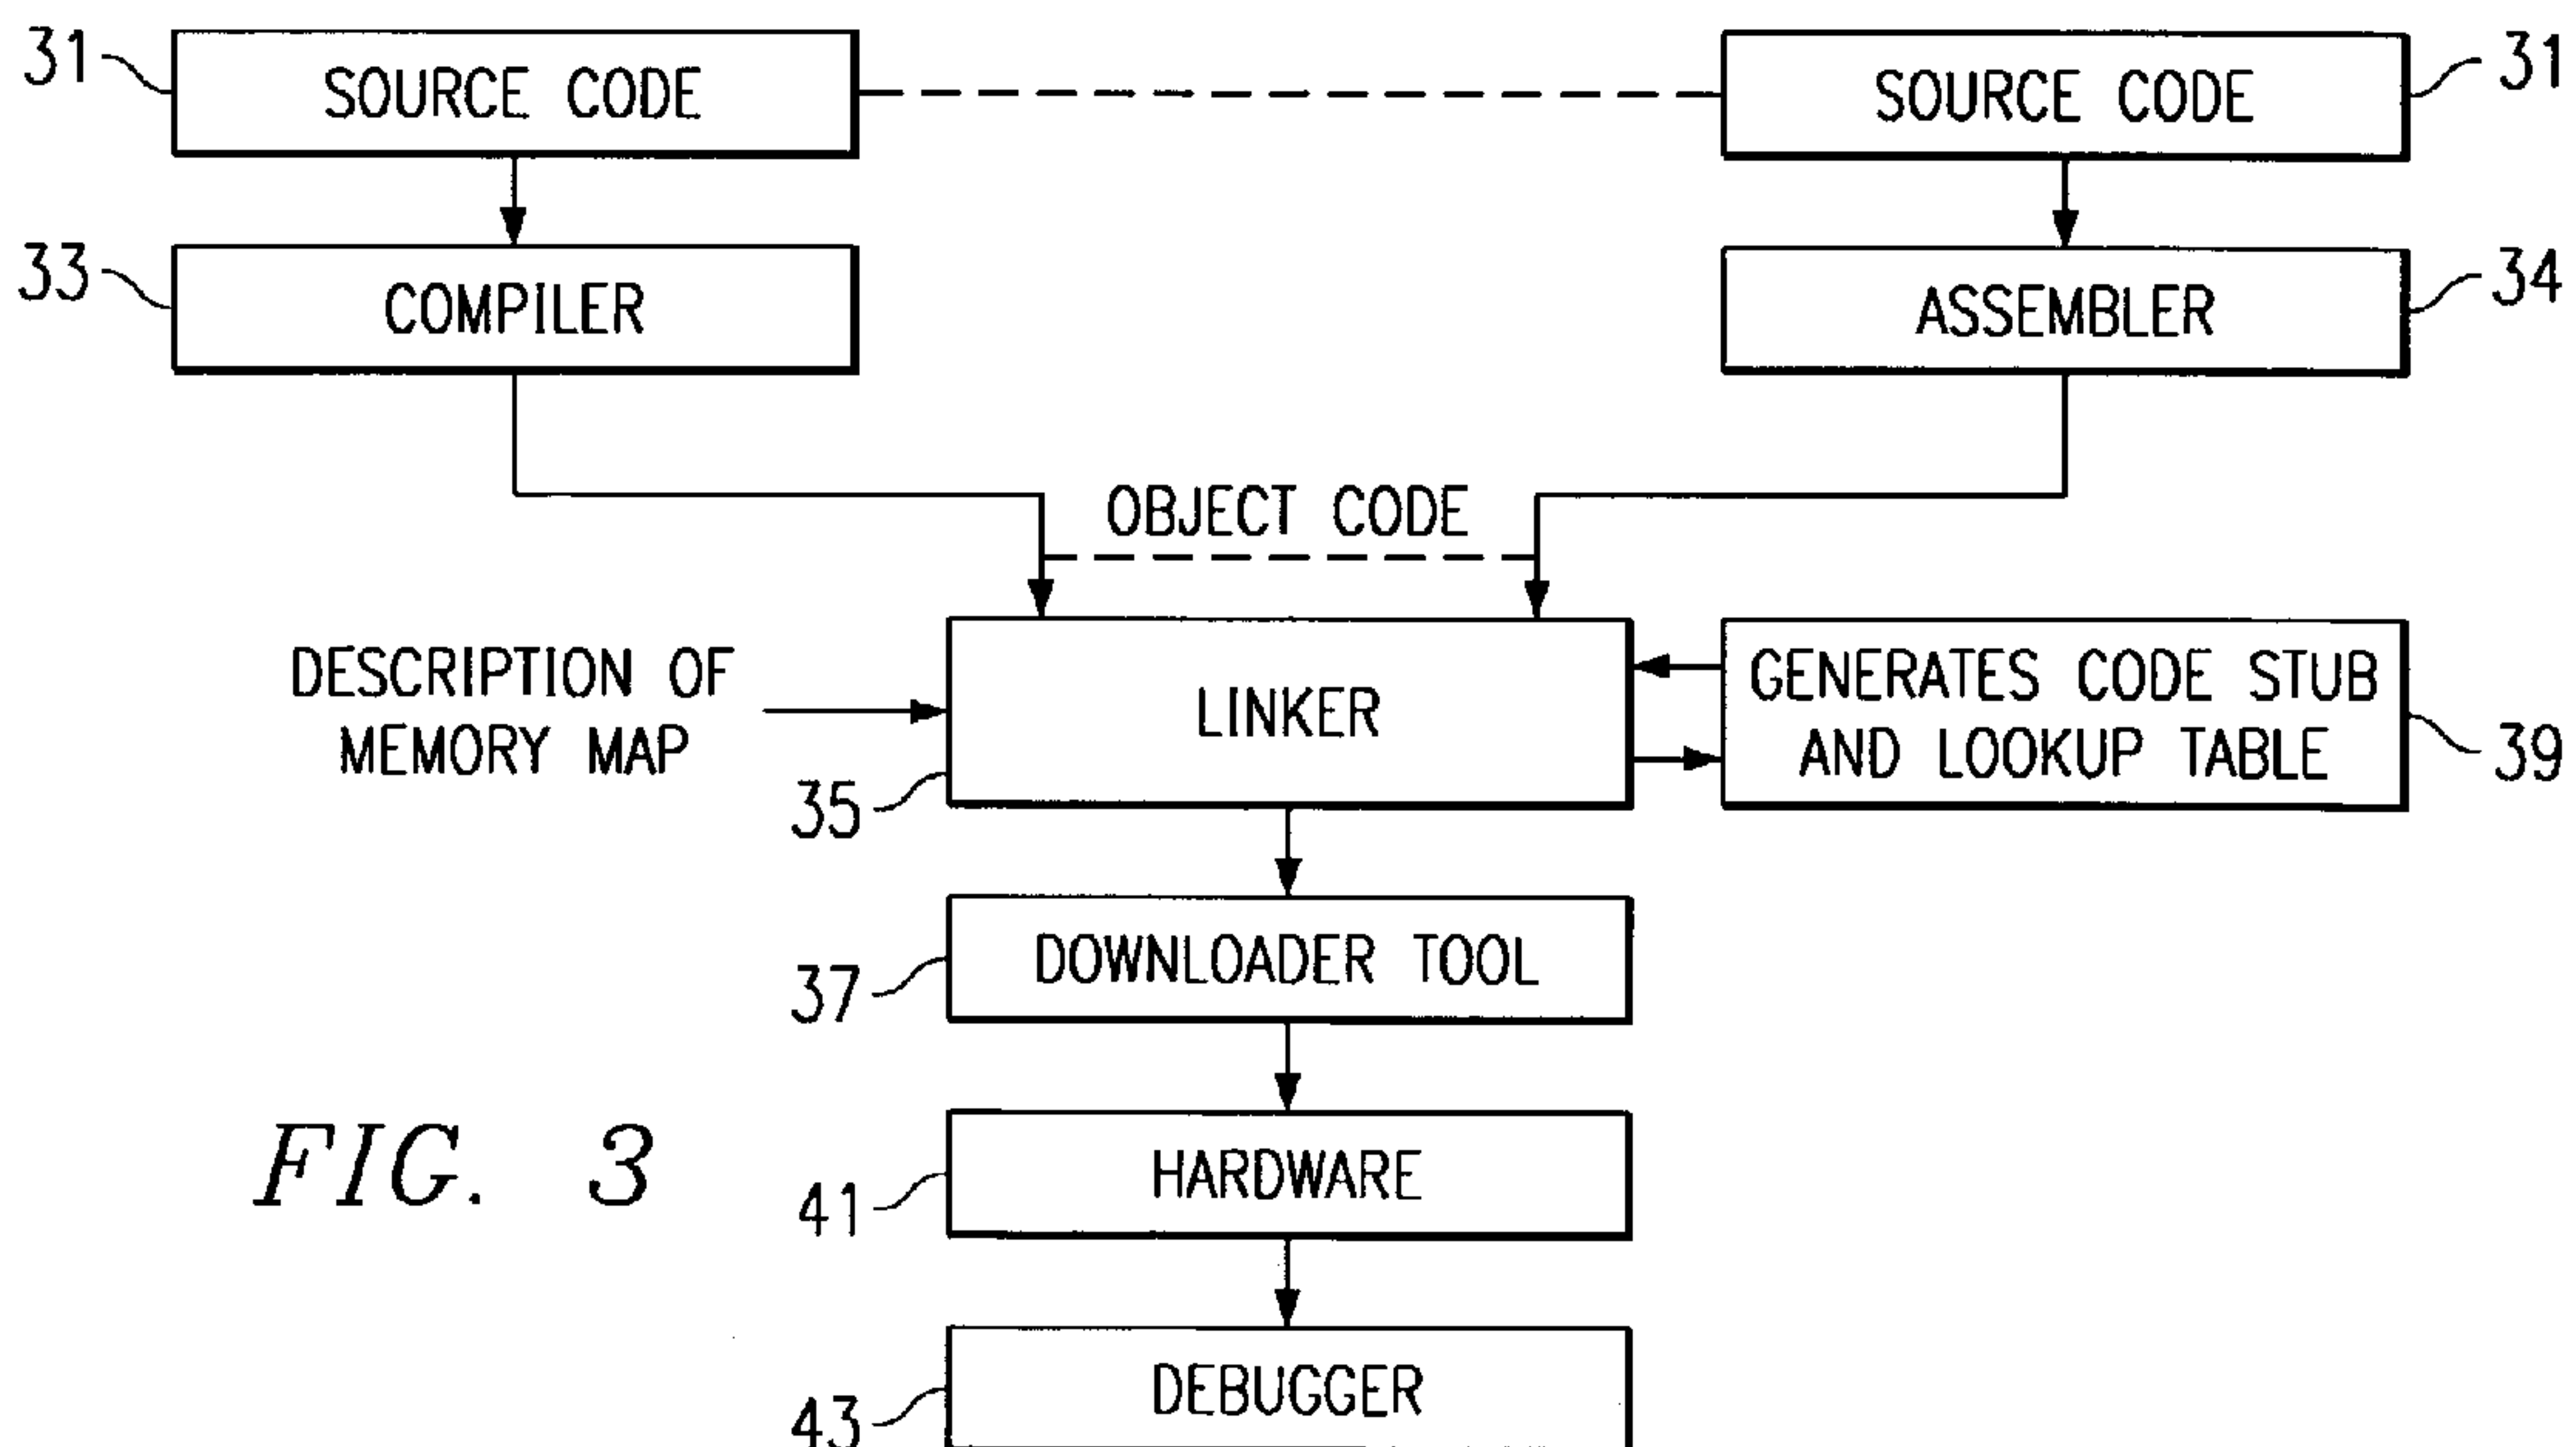 31 SOURCE CODE SOURCE CODE 31
33 COMPILER ASSEMBLER 34
OBJECT CODE
DESCRIPTION OF
MEMORY MAP
LINKER
35
GENERATES CODE STUB
AND LOOKUP TABLE
39
DOWNLOADER TOOL
37
HARDWARE
41
DEBUGGER
43
FIG. 3